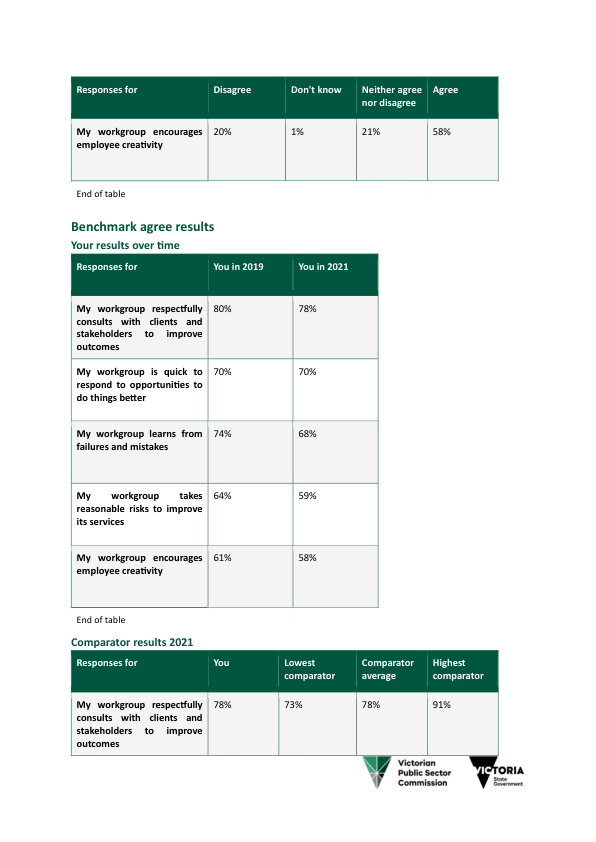 Responses for Disagree Don't know Neither agree Agree
nor disagree
My workgroup encourages 20% 1% 21% 58%
employee creativity
End of table
Benchmark agree results
Your results over time
Responses for You in 2019 You in 2021
My workgroup respectfully 80% 78%
consults with clients and
stakeholders to improve
outcomes
My workgroup is quick to 70% 70%
respond to opportunities to
do things better
My workgroup learns from 74% 68%
failures and mistakes
My workgroup takes 64% 59%
reasonable risks to improve
its services
My workgroup encourages 61% 58%
employee creativity
End of table
Comparator results 2021
Responses for You Lowest Comparator Highest
comparator average comparator
My workgroup respectfully 78% 73% 78% 91%
consults with clients and
stakeholders to improve
outcomes
Victorian
Public Sector
Commission
VICTORIA
State
Government